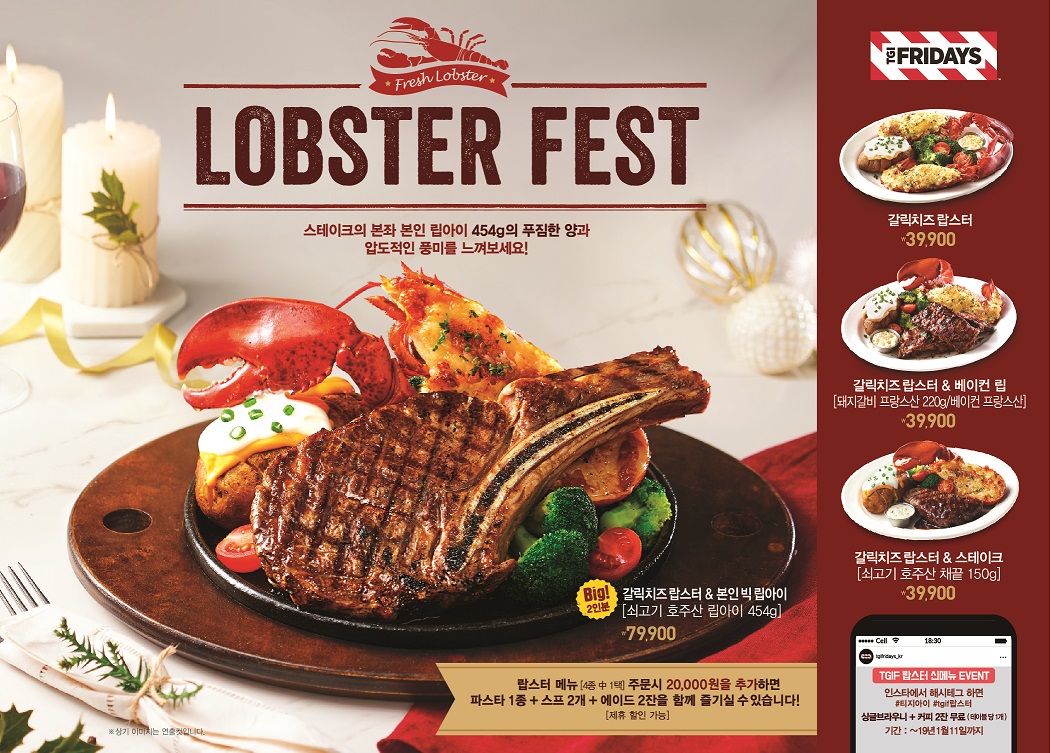 Fresh Lobster
LOBSTER FEST
스테이크의 본좌 본인 립아이 454g의 푸짐한 양과
압도적인 풍미를 느껴보세요!
Big!
2인분
갈릭치즈 랍스터 & 본인 빅 립아이
[쇠고기 호주산 립아이 454g]
₩79,900
랍스터 메뉴 [4종 中 1택] 주문시 20,000원을 추가하면
파스타 1종 + 스프 2개 + 에이드 2잔을 함께 즐기실 수 있습니다!
[제휴 할인 가능]
※상기 이미지는 연출컷입니다.
TGI FRIDAYS
갈릭치즈 랍스터
₩39,900
갈릭치즈 랍스터 & 베이컨 립
[돼지갈비 프랑스산 220g/베이컨 프랑스산]
₩39,900
갈릭치즈 랍스터 & 스테이크
[쇠고기 호주산 채끝 150g]
₩39,900
Cell 18:30
tgifridays_kr
TGIF 랍스터 신메뉴 EVENT
인스타에서 해시태그 하면
#티지아이 #tgif랍스터
싱글브라우니 + 커피 2잔 무료 (테이블 당 1개)
기간 : ~19년 1월 11일까지